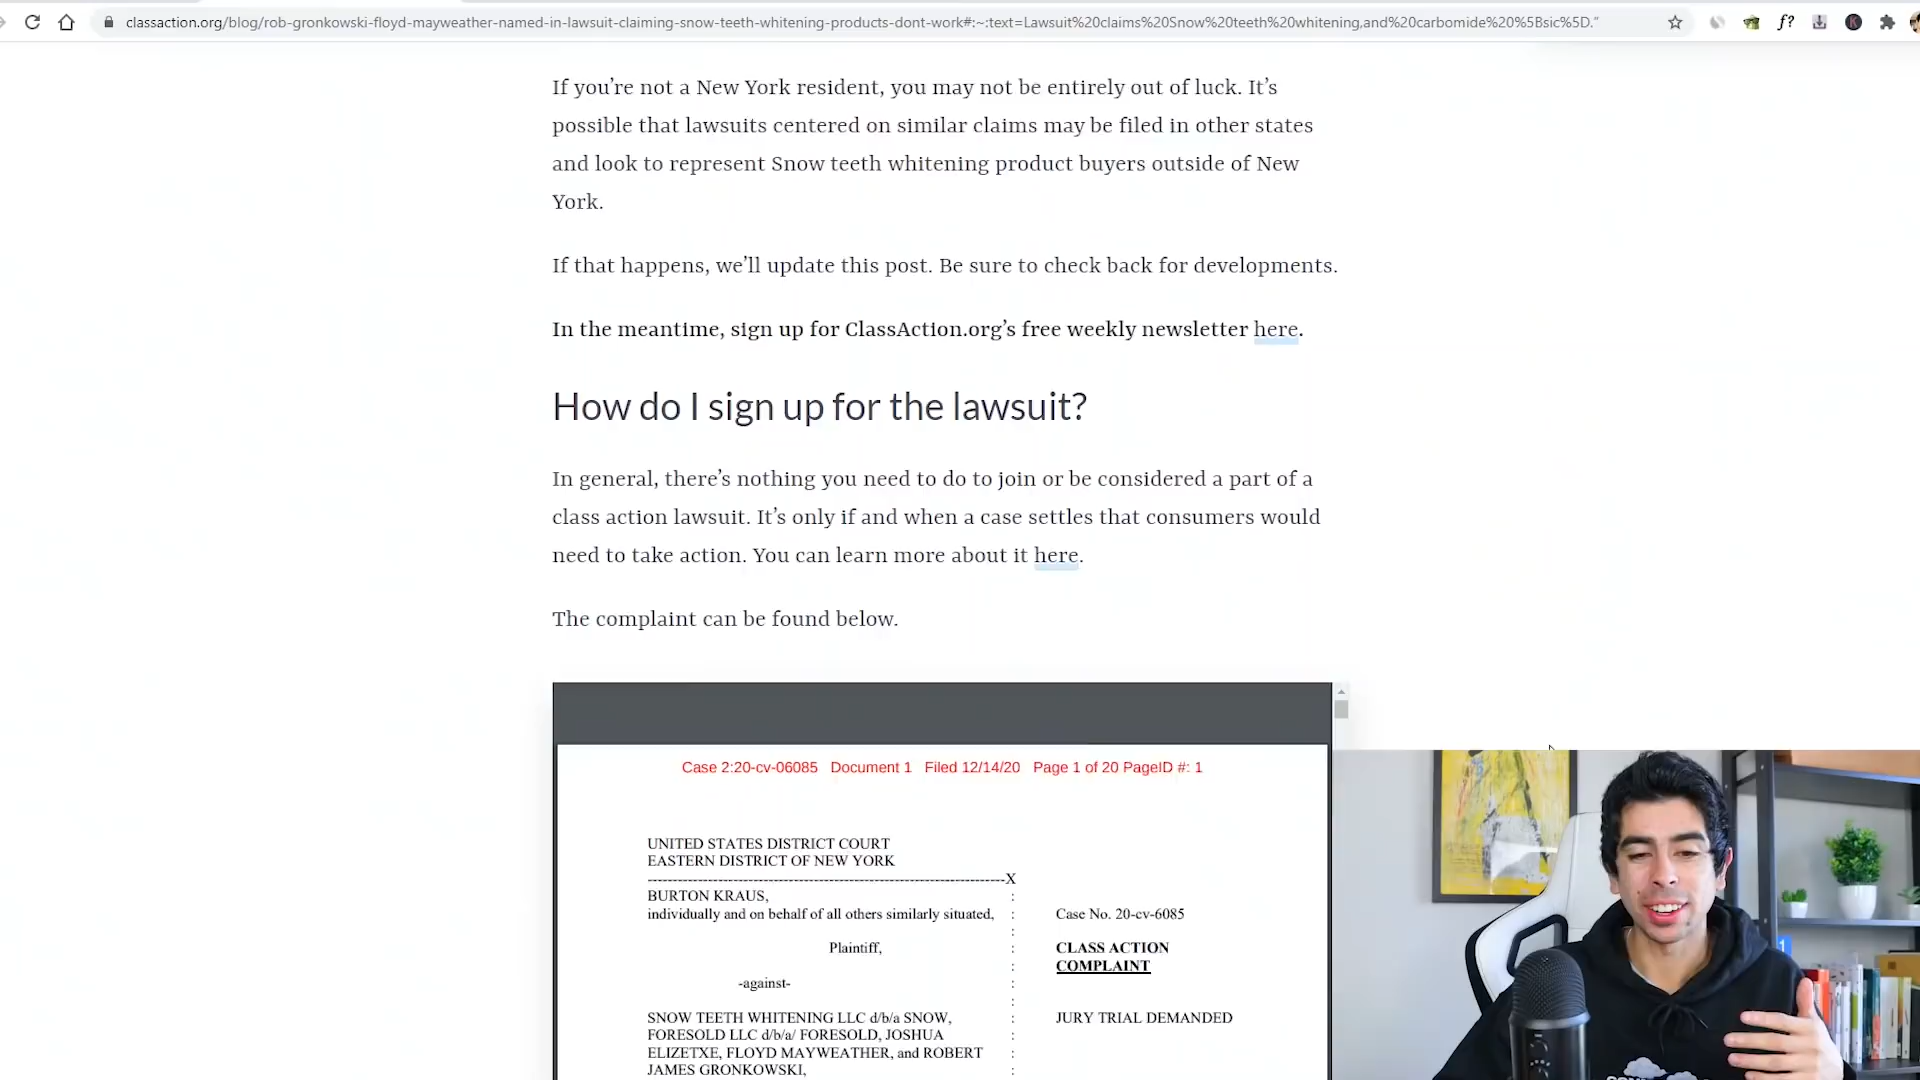 classaction.org/blog/rob-gronkowski-floyd-mayweather-named-in-lawsuit-claiming-snow-teeth-whitening-products-dont-work#:~:text=Lawsuit%20claims%20Snow%20teeth%20whitening,and%20carbomide%20%5Bsic%5D."
f?
K
If you're not a New York resident, you may not be entirely out of luck. It's
possible that lawsuits centered on similar claims may be filed in other states
and look to represent Snow teeth whitening product buyers outside of New
York.
If that happens, we'll update this post. Be sure to check back for developments.
In the meantime, sign up for ClassAction.org's free weekly newsletter here.
How do I sign up for the lawsuit?
In general, there's nothing you need to do to join or be considered a part of a
class action lawsuit. It's only if and when a case settles that consumers would
need to take action. You can learn more about it here.
The complaint can be found below.
Case 2:20-cv-06085 Document 1 Filed 12/14/20 Page 1 of 20 PageID #: 1
UNITED STATES DISTRICT COURT
EASTERN DISTRICT OF NEW YORK
--------------------------------------------------------------------X
BURTON KRAUS,
individually and on behalf of all others similarly situated, : Case No. 20-cv-6085
Plaintiff, : CLASS ACTION
COMPLAINT
-against- :
SNOW TEETH WHITENING LLC d/b/a SNOW, : JURY TRIAL DEMANDED
FORESOLD LLC d/b/a/ FORESOLD, JOSHUA :
ELIZETXE, FLOYD MAYWEATHER, and ROBERT :
JAMES GRONKOWSKI, :